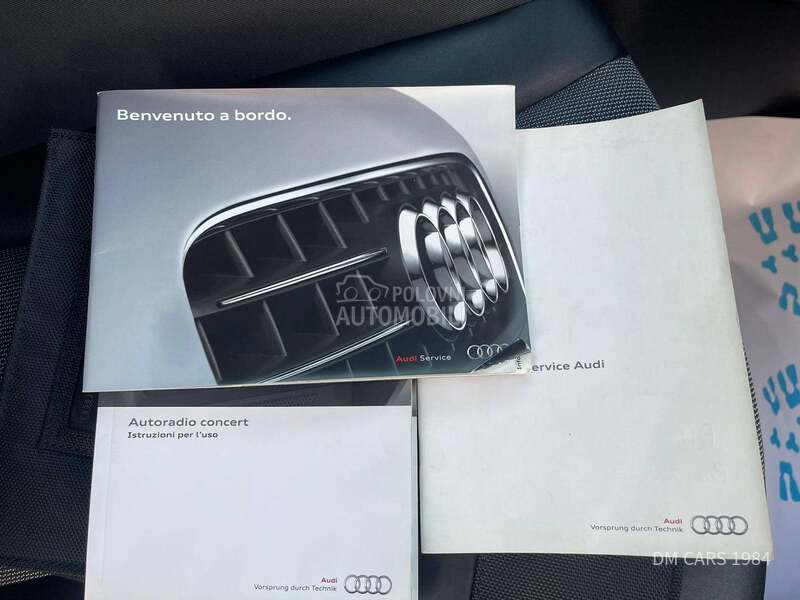 Benvenuto a bordo.
POLOVNI
AUTOMOBILI
Audi Service
ervice Audi
Autoradio concert
Istruzioni per l'uso
Audi
Vorsprung durch Technik
Audi
Vorsprung durch Technik
DM CARS 1984